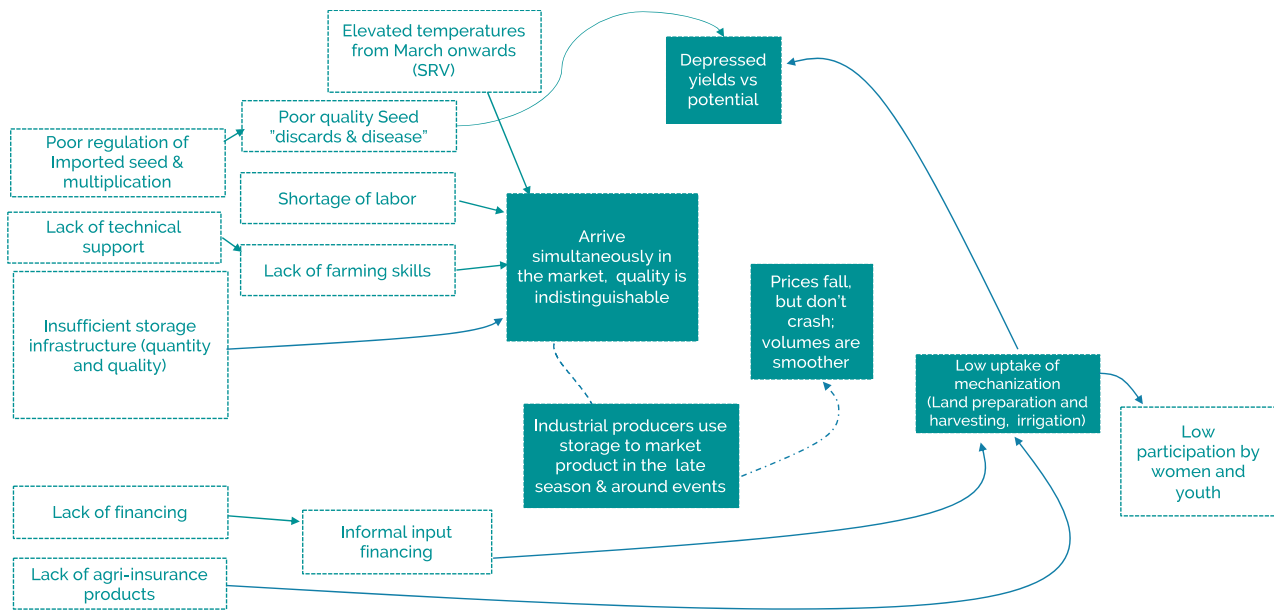 Elevated temperatures
from March onwards
(SRV)
Depressed
yields vs
potential
Poor quality Seed
”discards & disease”
Poor regulation of
Imported seed &
multiplication
Shortage of labor
Lack of technical
support
Lack of farming skills
Arrive
simultaneously in
the market, quality is
indistinguishable
Insufficient storage
infrastructure (quantity
and quality)
Prices fall,
but don’t
crash;
volumes are
smoother
Low uptake of
mechanization
(Land preparation and
harvesting, irrigation)
Industrial producers use
storage to market
product in the late
season & around events
Low
participation by
women and
youth
Lack of financing
Informal input
financing
Lack of agri-insurance
products